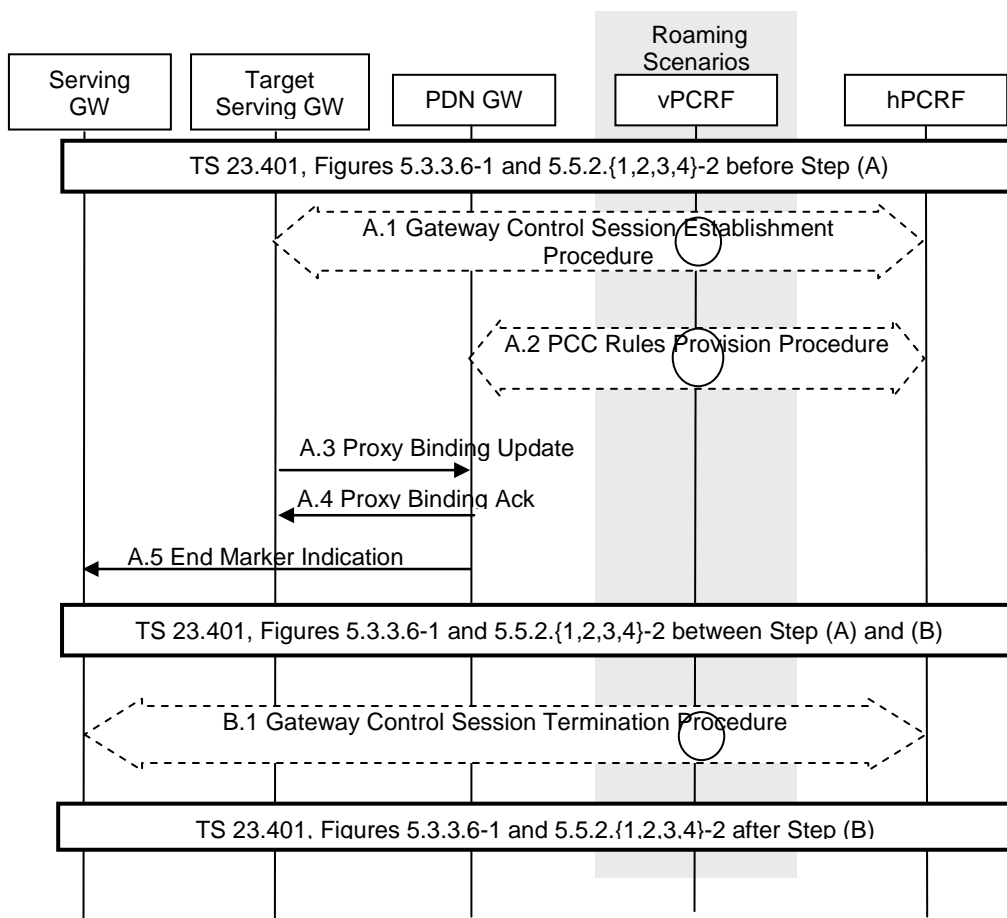 Roaming
Scenarios
Serving
GW
Target
Serving GW
PDN GW
vPCRF
hPCRF
TS 23.401, Figures 5.3.3.6-1 and 5.5.2.{1,2,3,4}-2 before Step (A)
A.1 Gateway Control Session Establishment
Procedure
A.2 PCC Rules Provision Procedure
A.3 Proxy Binding Update
A.4 Proxy Binding Ack
A.5 End Marker Indication
TS 23.401, Figures 5.3.3.6-1 and 5.5.2.{1,2,3,4}-2 between Step (A) and (B)
B.1 Gateway Control Session Termination Procedure
TS 23.401, Figures 5.3.3.6-1 and 5.5.2.{1,2,3,4}-2 after Step (B)